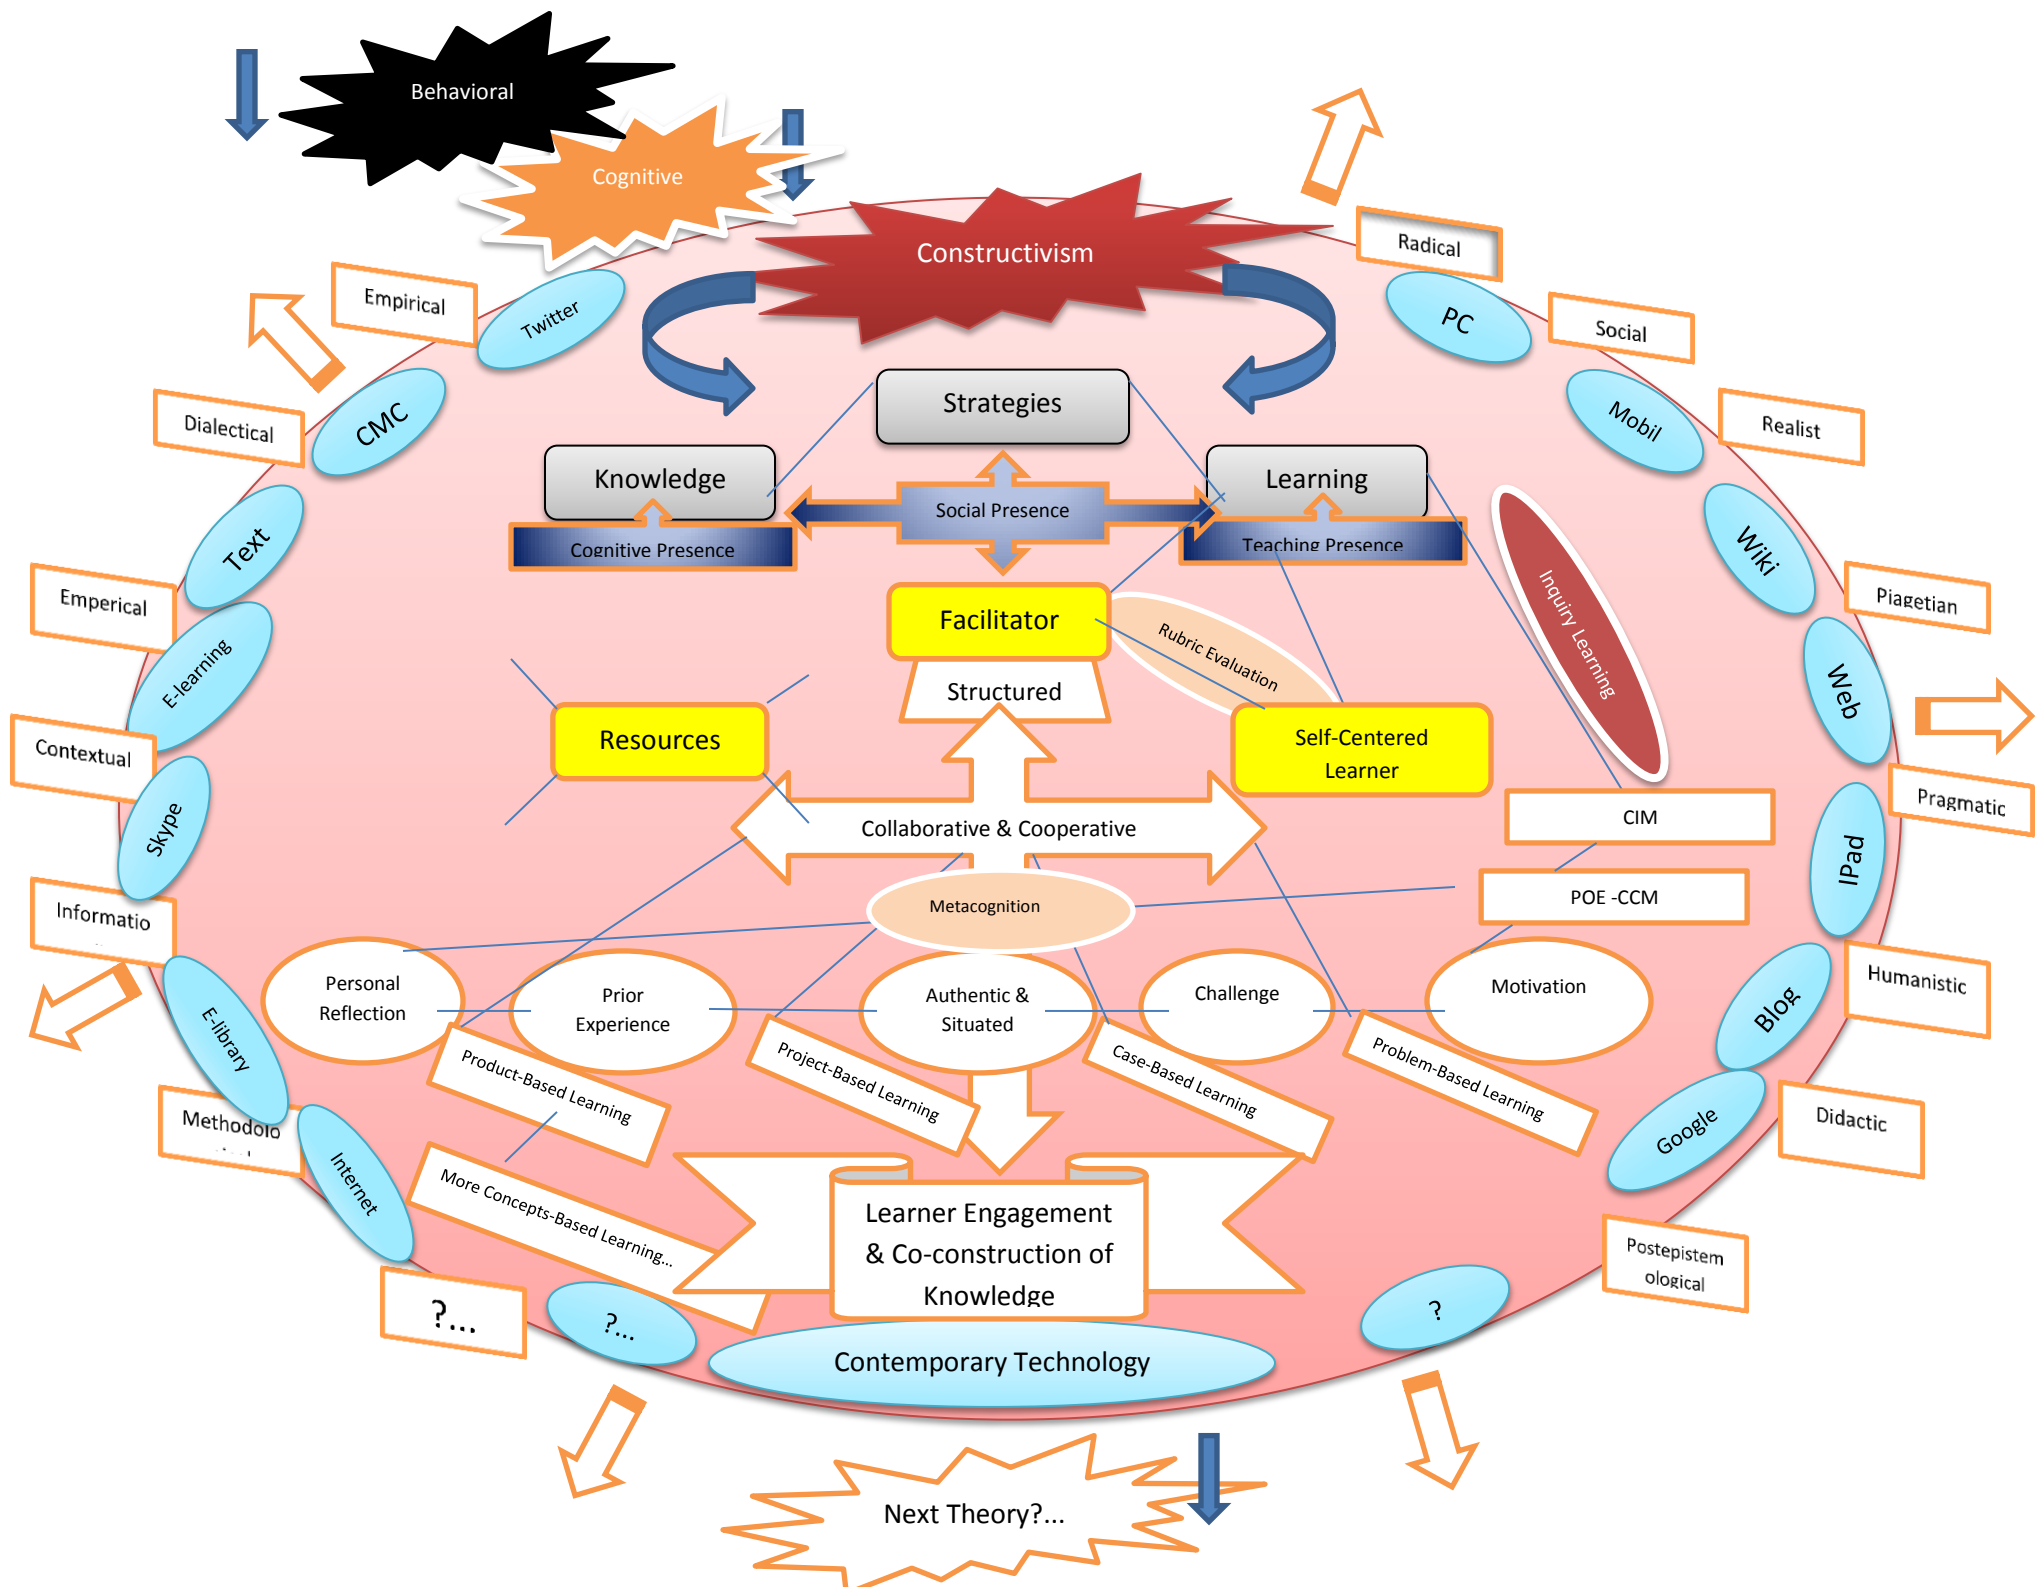 Behavioral
Cognitive
Constructivism
Radical
Empirical
Twitter
PC
Social
Dialectical
CMC
Strategies
Mobil
Realist
Knowledge
Learning
Social Presence
Cognitive Presence
Teaching Presence
Text
Wiki
Inquiry Learning
Emperical
Piagetian
Facilitator
Rubric Evaluation
E-learning
Structured
Web
Resources
Self-Centered
Learner
Contextual
Pragmatic
Skype
Collaborative & Cooperative
CIM
IPad
Informatio
Metacognition
POE -CCM
Personal
Reflection
Prior
Experience
Authentic &
Situated
Challenge
Motivation
Humanistic
Blog
E-library
Product-Based Learning
Project-Based Learning
Case-Based Learning
Problem-Based Learning
Methodolo
Google
Didactic
Internet
More Concepts-Based Learning...
Learner Engagement
& Co-construction of
Knowledge
Postepistem
ological
?...
?...
?
Contemporary Technology
Next Theory?...